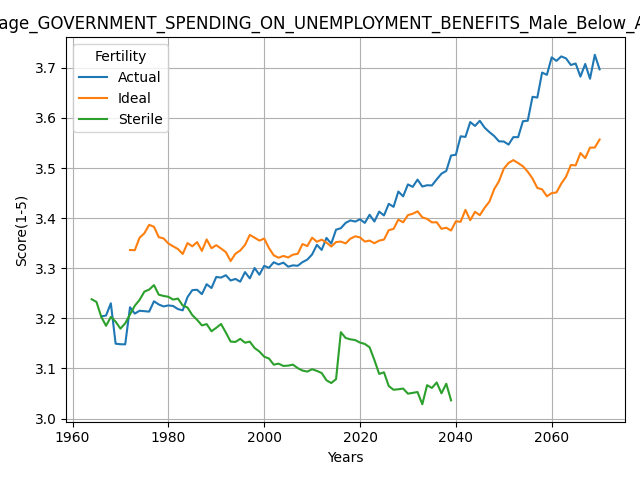 age_GOVERNMENT_SPENDING_ON_UNEMPLOYMENT_BENEFITS_Male_Below_A
Fertility
Actual
Ideal
Sterile
Score(1-5)
3.7
3.6
3.5
3.4
3.3
3.2
3.1
3.0
1960 1980 2000 2020 2040 2060
Years